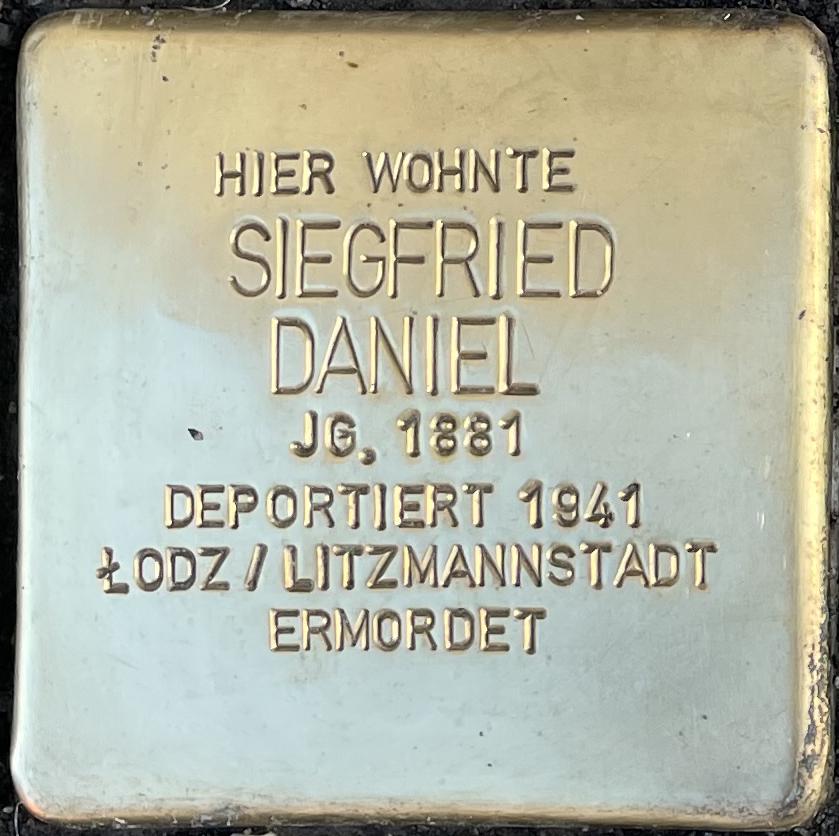 HIER WOHNTE
SIEGFRIED
DANIEL
JG. 1881
DEPORTIERT 1941
ŁODZ / LITZMANNSTADT
ERMORDET